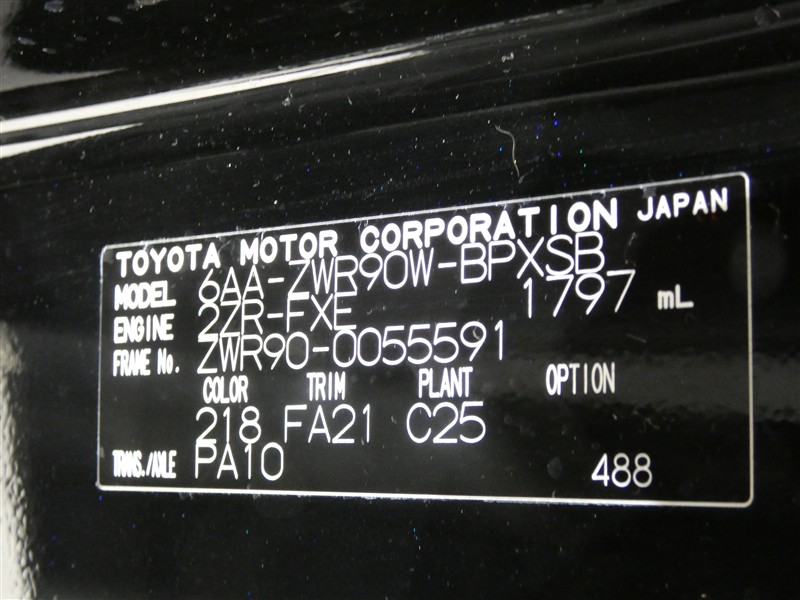 TOYOTA MOTOR CORPORATION JAPAN
MODEL 6AA-ZWR90W-BPXSB
ENGINE 2ZR-FXE 1797 mL
FRAME No. ZWR90-0055591
COLOR TRIM PLANT OPTION
218 FA21 C25
TRANS./AXLE PA10 488